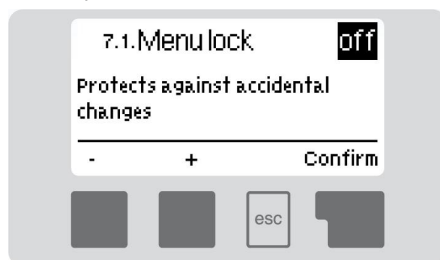 7.1.Menu lock off
Protects against accidental
changes
- + Confirm
esc